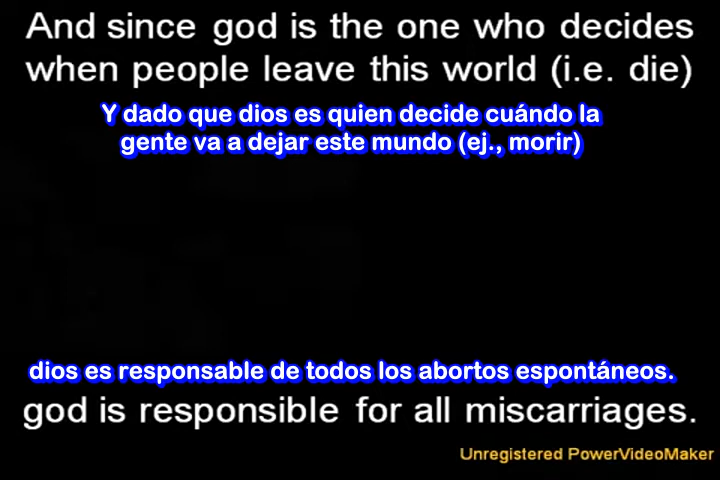 And since god is the one who decides
when people leave this world (i.e. die)
Y dado que dios es quien decide cuándo la
gente va a dejar este mundo (ej., morir)
dios es responsable de todos los abortos espontáneos.
god is responsible for all miscarriages.
Unregistered PowerVideoMaker